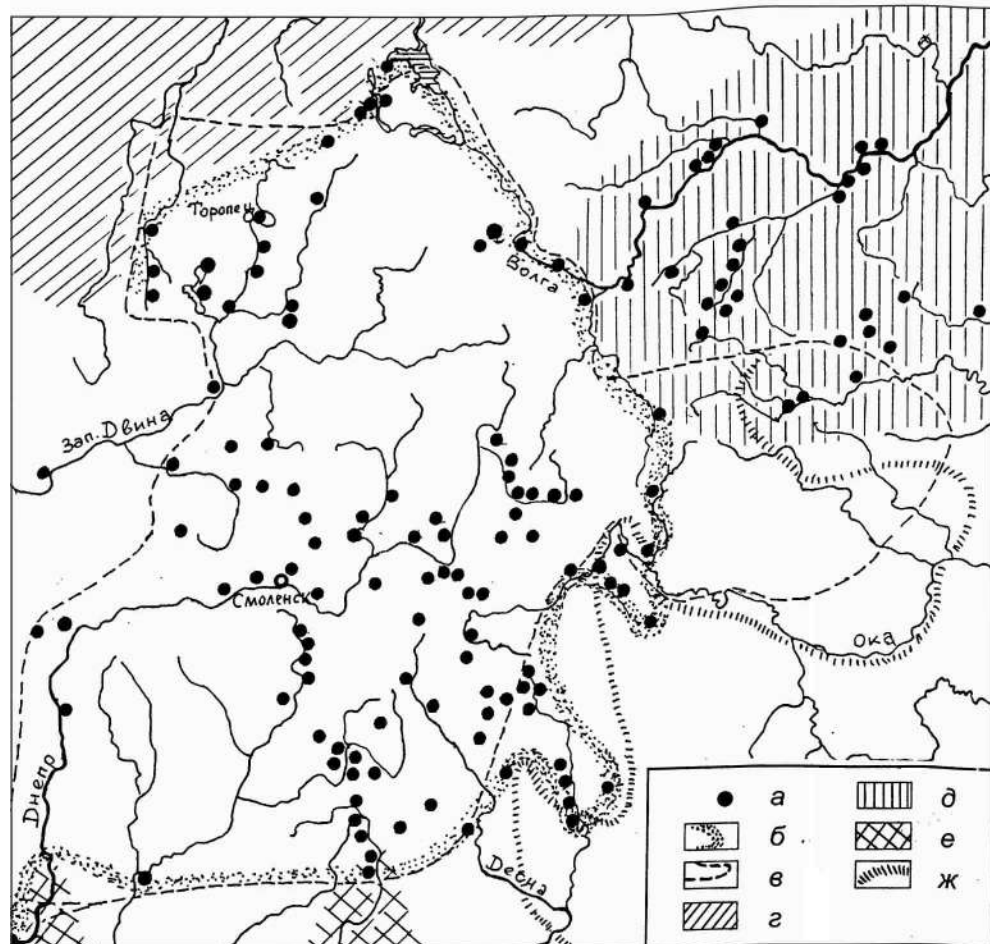 Торопец
Волга
Зап. Двина
Смоленск
Ока
Днепр
Десна
а
б
в
г
д
е
ж